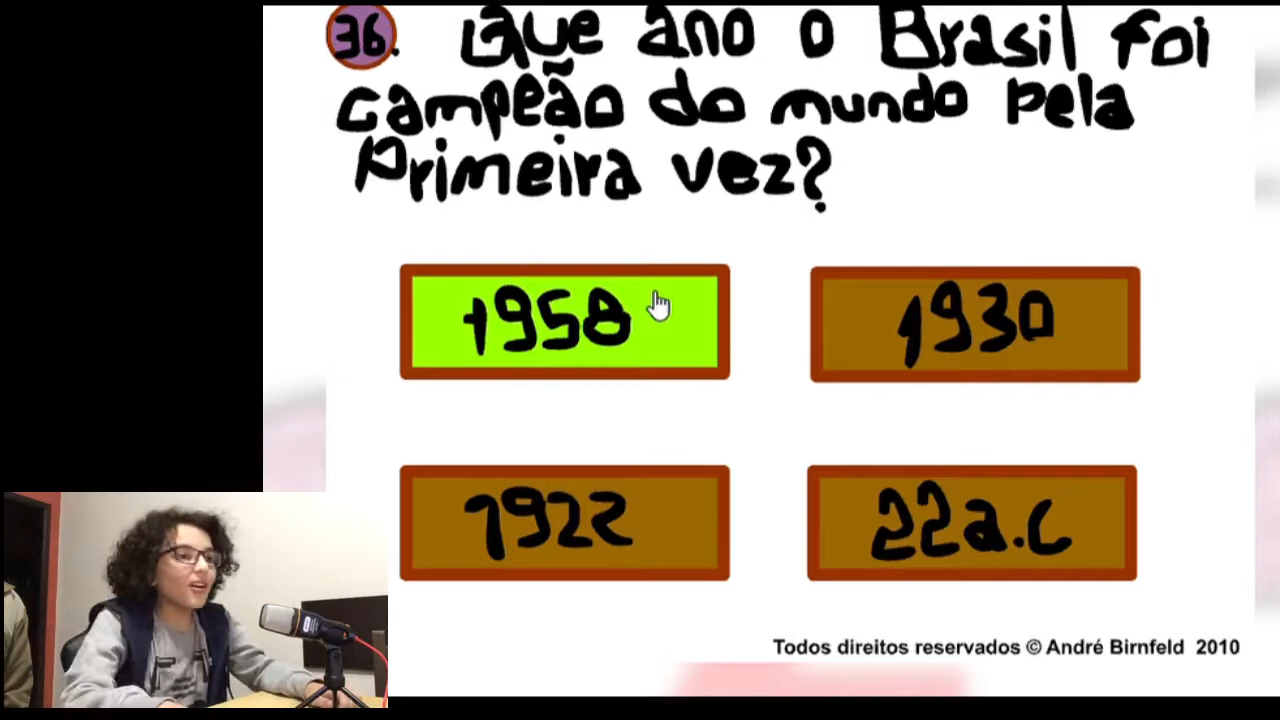 36. Que ano o Brasil foi
campeão do mundo pela
Primeira vez?
1958
1930
1922
22a.c
Todos direitos reservados © André Birnfeld 2010